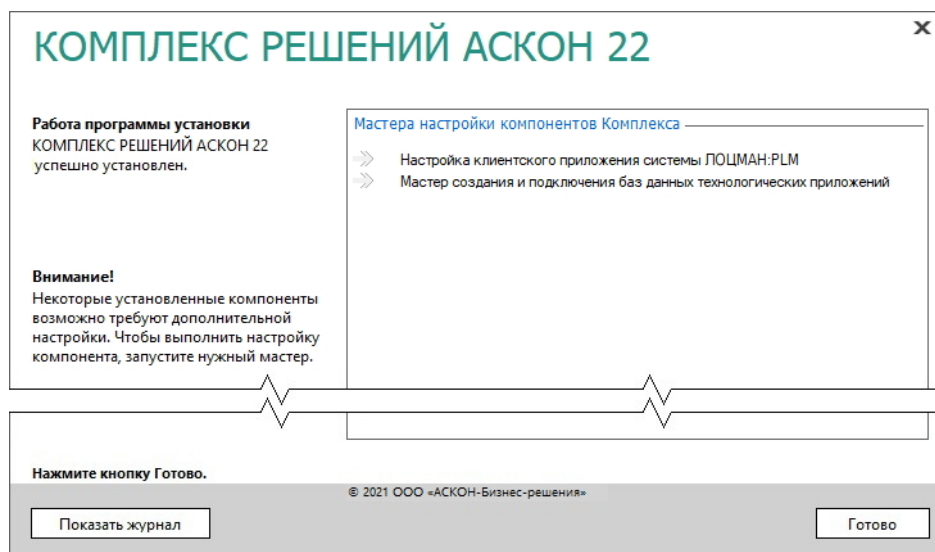 КОМПЛЕКС РЕШЕНИЙ АСКОН 22
x
Работа программы установки
КОМПЛЕКС РЕШЕНИЙ АСКОН 22
успешно установлен.
Внимание!
Некоторые установленные компоненты
возможно требуют дополнительной
настройки. Чтобы выполнить настройку
компонента, запустите нужный мастер.
Мастера настройки компонентов Комплекса
Настройка клиентского приложения системы ЛОЦМАН:PLM
Мастер создания и подключения баз данных технологических приложений
Нажмите кнопку Готово.
© 2021 ООО «АСКОН-Бизнес-решения»
Показать журнал
Готово